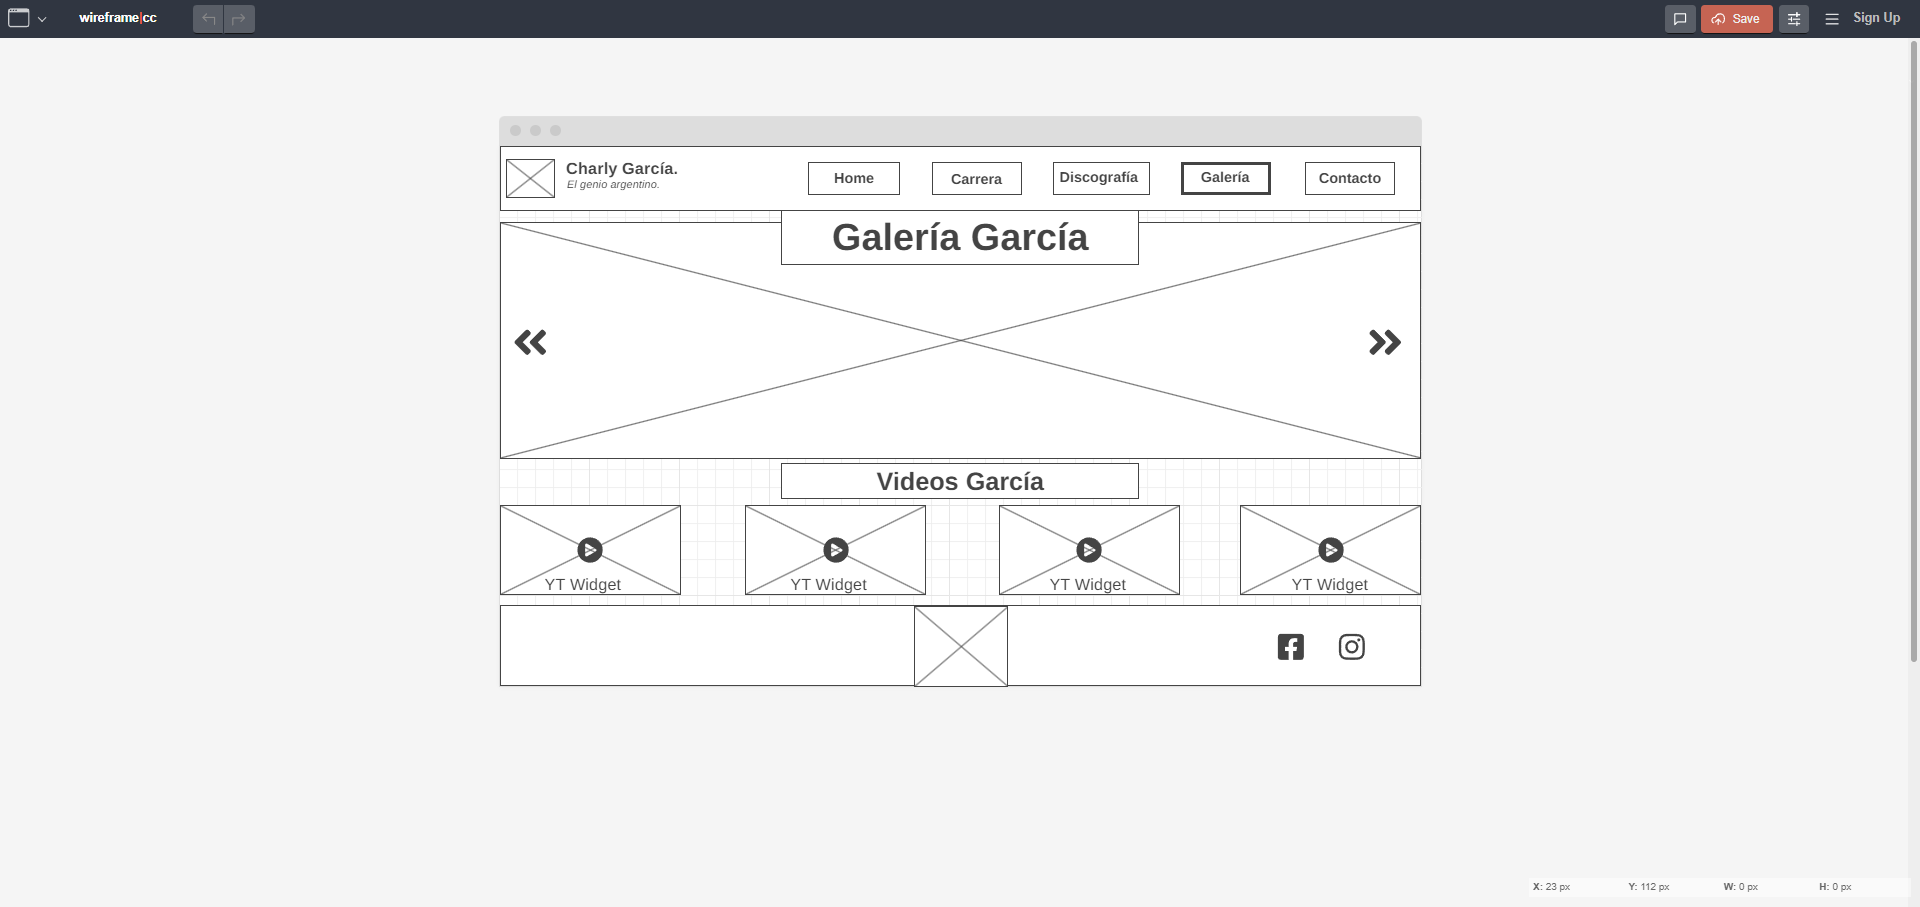 wireframe|cc
Save
Sign Up
Charly García.
El genio argentino.
Home
Carrera
Discografía
Galería
Contacto
Galería García
Videos García
YT Widget
YT Widget
YT Widget
YT Widget
X: 23 px
Y: 112 px
W: 0 px
H: 0 px